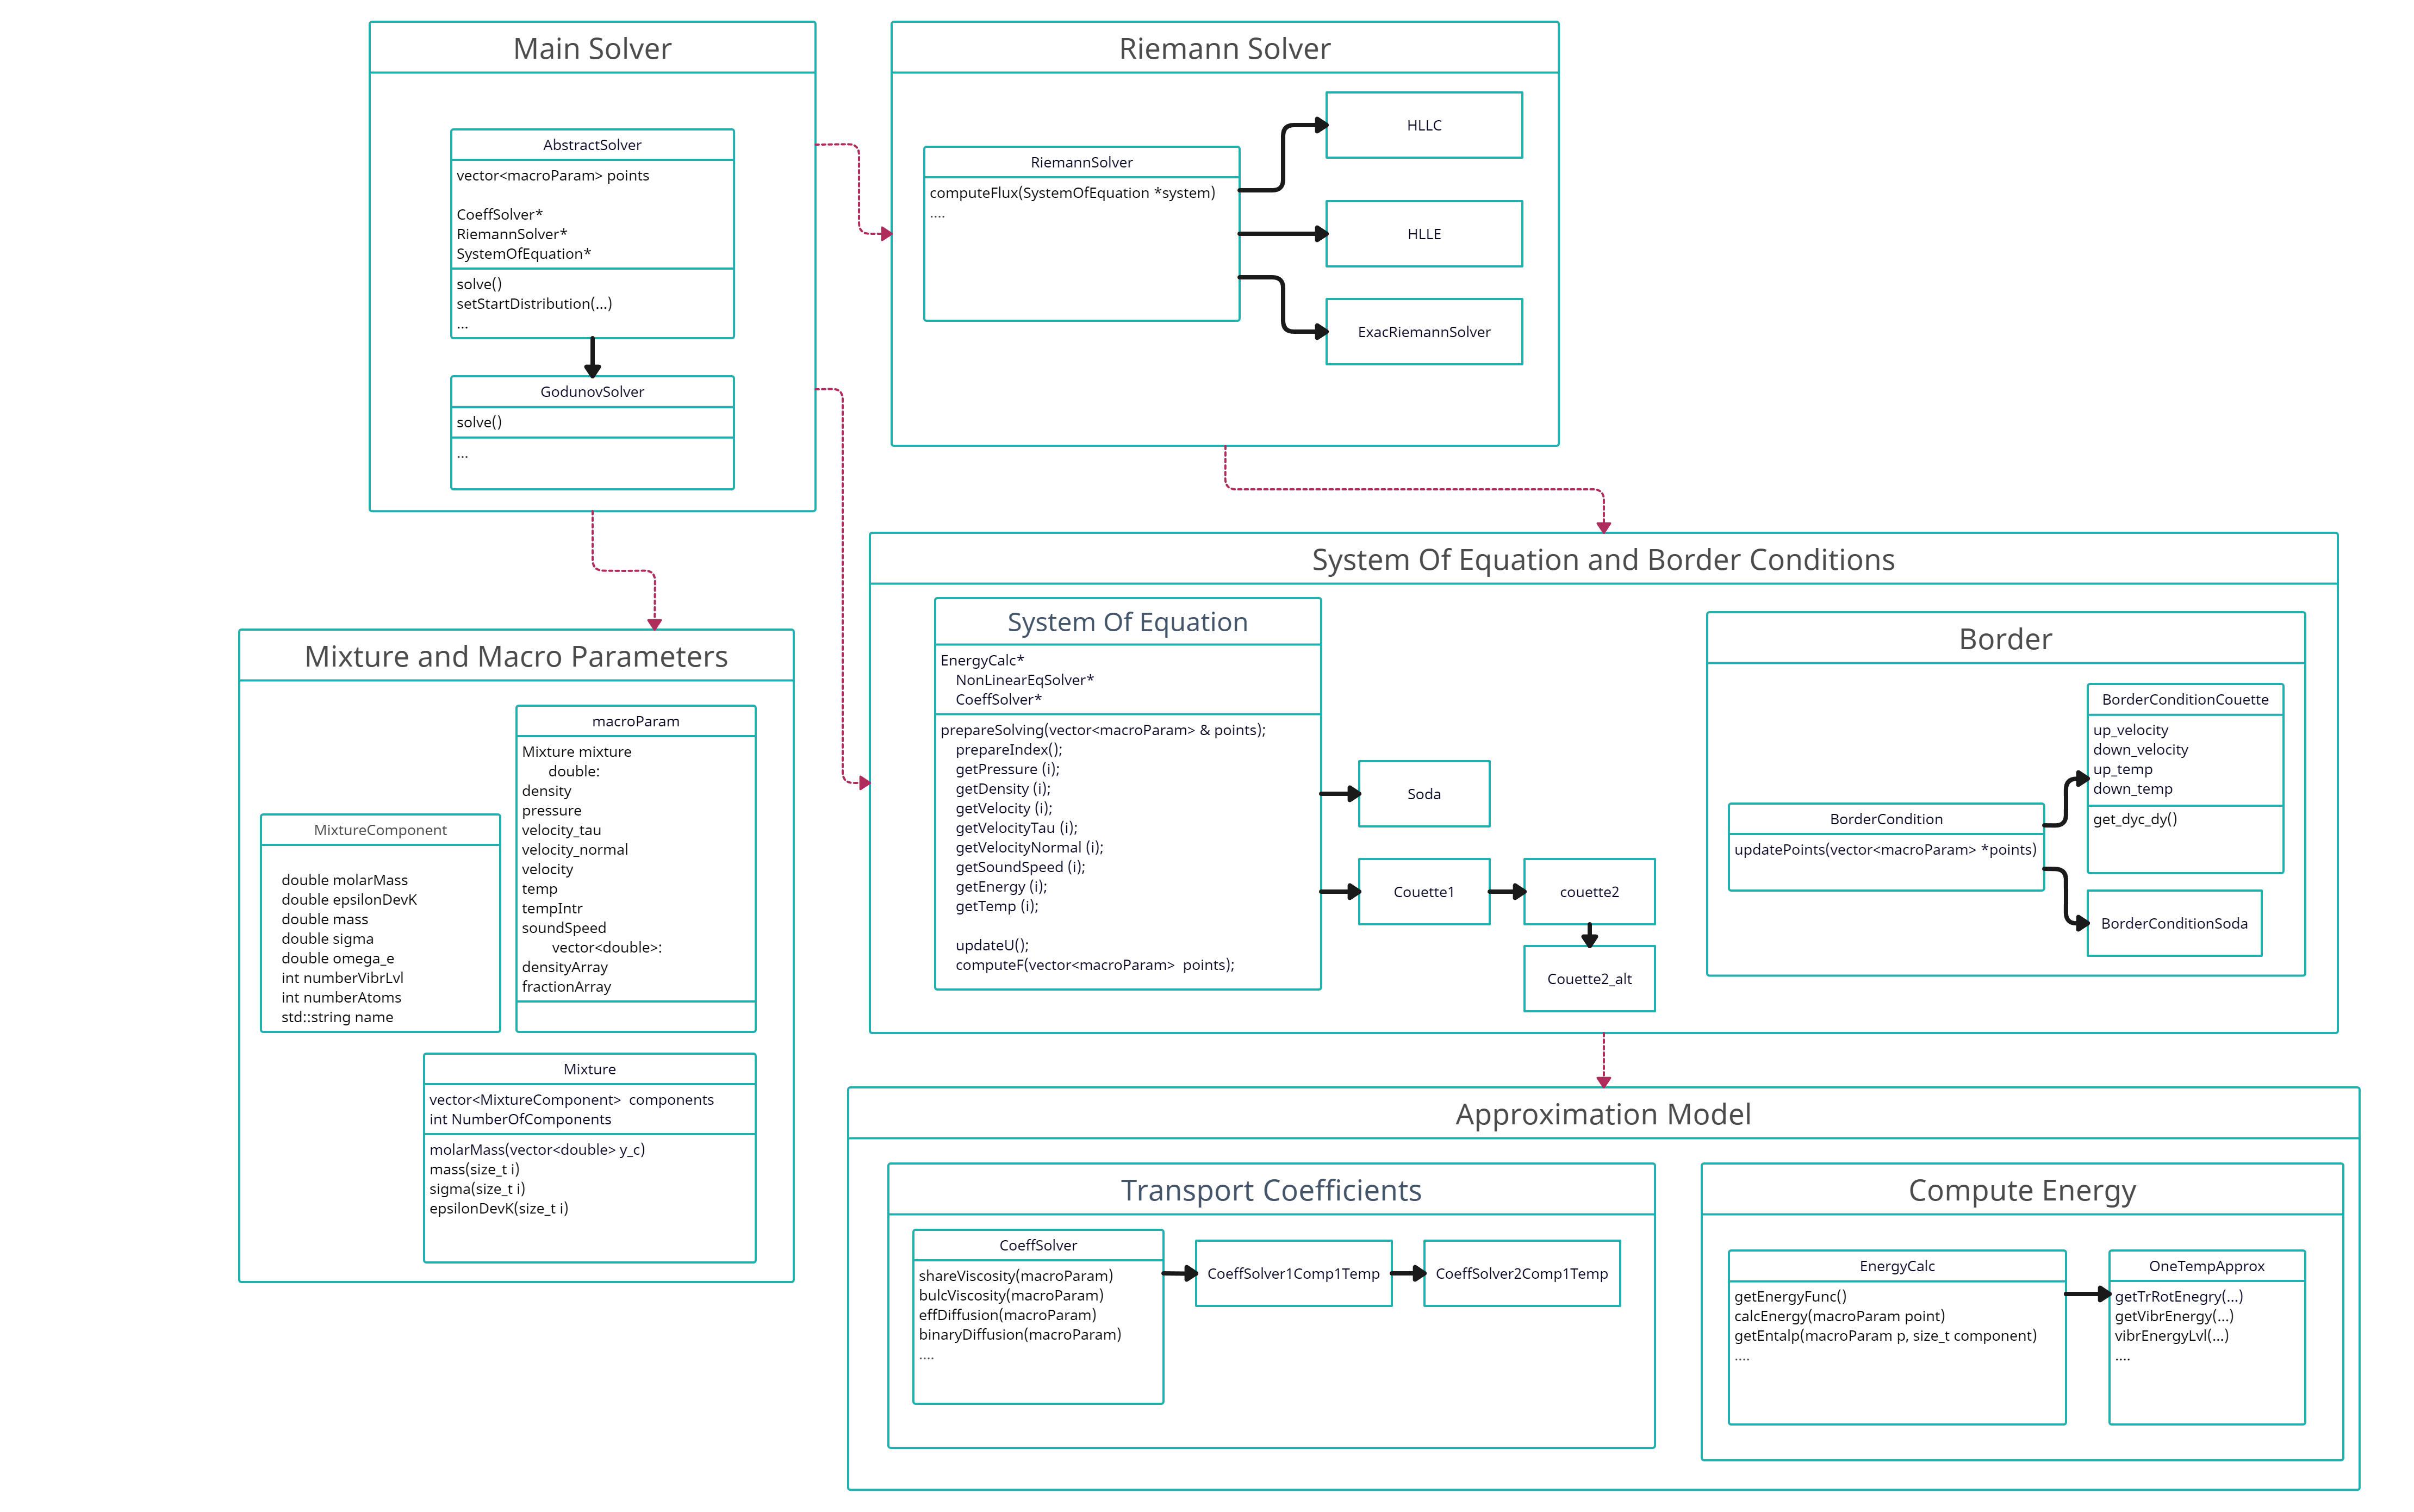 Main Solver
AbstractSolver
vector<macroParam> points
CoeffSolver*
RiemannSolver*
SystemOfEquation*
solve()
setStartDistribution(...)
...
GodunovSolver
solve()
...
Riemann Solver
RiemannSolver
computeFlux(SystemOfEquation *system)
....
HLLC
HLLE
ExacRiemannSolver
Mixture and Macro Parameters
MixtureComponent
double molarMass
double epsilonDevK
double mass
double sigma
double omega_e
int numberVibrLvl
int numberAtoms
std::string name
macroParam
Mixture mixture
double:
density
pressure
velocity_tau
velocity_normal
velocity
temp
tempIntr
soundSpeed
vector<double>:
densityArray
fractionArray
Mixture
vector<MixtureComponent>  components
int NumberOfComponents
molarMass(vector<double> y_c)
mass(size_t i)
sigma(size_t i)
epsilonDevK(size_t i)
System Of Equation and Border Conditions
System Of Equation
EnergyCalc*
NonLinearEqSolver*
CoeffSolver*
prepareSolving(vector<macroParam> & points);
prepareIndex();
getPressure (i);
getDensity (i);
getVelocity (i);
getVelocityTau (i);
getVelocityNormal (i);
getSoundSpeed (i);
getEnergy (i);
getTemp (i);
updateU();
computeF(vector<macroParam>  points);
Soda
Couette1
couette2
Couette2_alt
Border
BorderCondition
updatePoints(vector<macroParam> *points)
BorderConditionCouette
up_velocity
down_velocity
up_temp
down_temp
get_dyc_dy()
BorderConditionSoda
Approximation Model
Transport Coefficients
CoeffSolver
shareViscosity(macroParam)
bulcViscosity(macroParam)
effDiffusion(macroParam)
binaryDiffusion(macroParam)
....
CoeffSolver1Comp1Temp
CoeffSolver2Comp1Temp
Compute Energy
EnergyCalc
getEnergyFunc()
calcEnergy(macroParam point)
getEntalp(macroParam p, size_t component)
....
OneTempApprox
getTrRotEnegry(...)
getVibrEnergy(...)
vibrEnergyLvl(...)
....